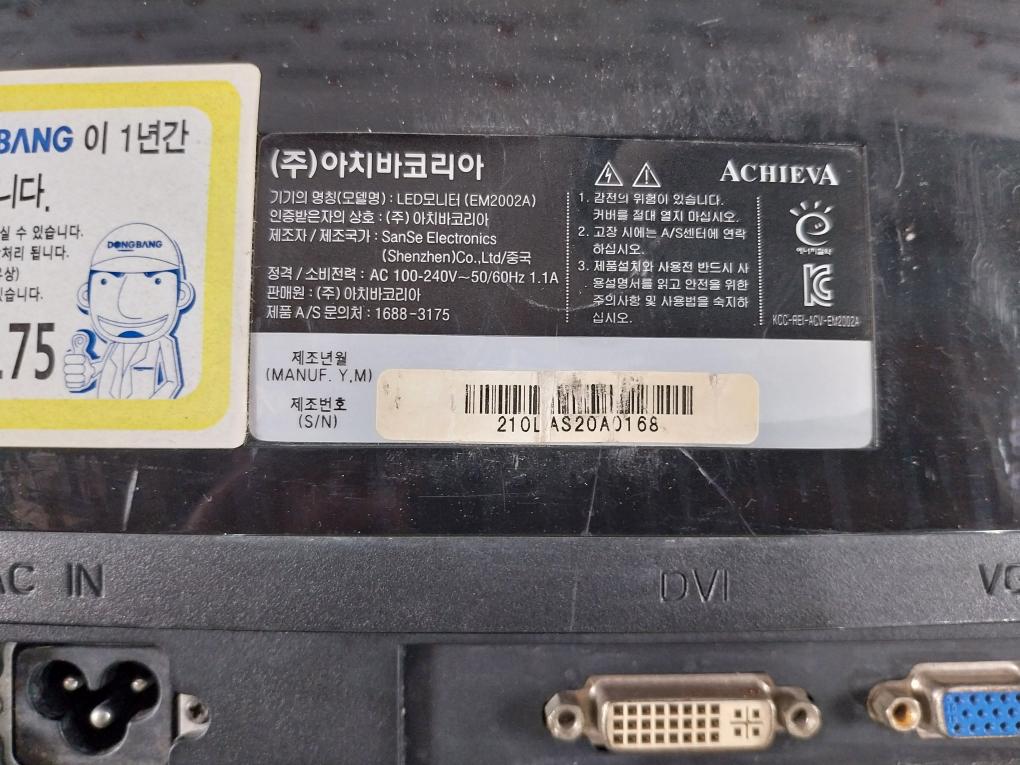 BANG 이 1년간
니다.
실 수 있습니다.
처리 됩니다.
있습니다.
.75
DONGBANG
(주)아치바코리아
기기의 명칭(모델명) : LED모니터 (EM2002A)
인증받은자의 상호 : (주) 아치바코리아
제조자 / 제조국가 : SanSe Electronics
(Shenzhen)Co.,Ltd/중국
정격 / 소비전력 : AC 100-240V~50/60Hz 1.1A
판매원 : (주) 아치바코리아
제품 A/S 문의처 : 1688-3175
ACHIEVA
1. 감전의 위험이 있습니다.
커버를 절대 열지 마십시오.
2. 고장 시에는 A/S센터에 연락
하십시오.
3. 제품설치와 사용전 반드시 사
용설명서를 읽고 안전을 위한
주의사항 및 사용법을 숙지하
십시오.
에너지절약
KCC-REI-ACV-EM2002A
제조년월
(MANUF. Y,M)
제조번호
(S/N)
210LAS20A0168
AC IN
DVI